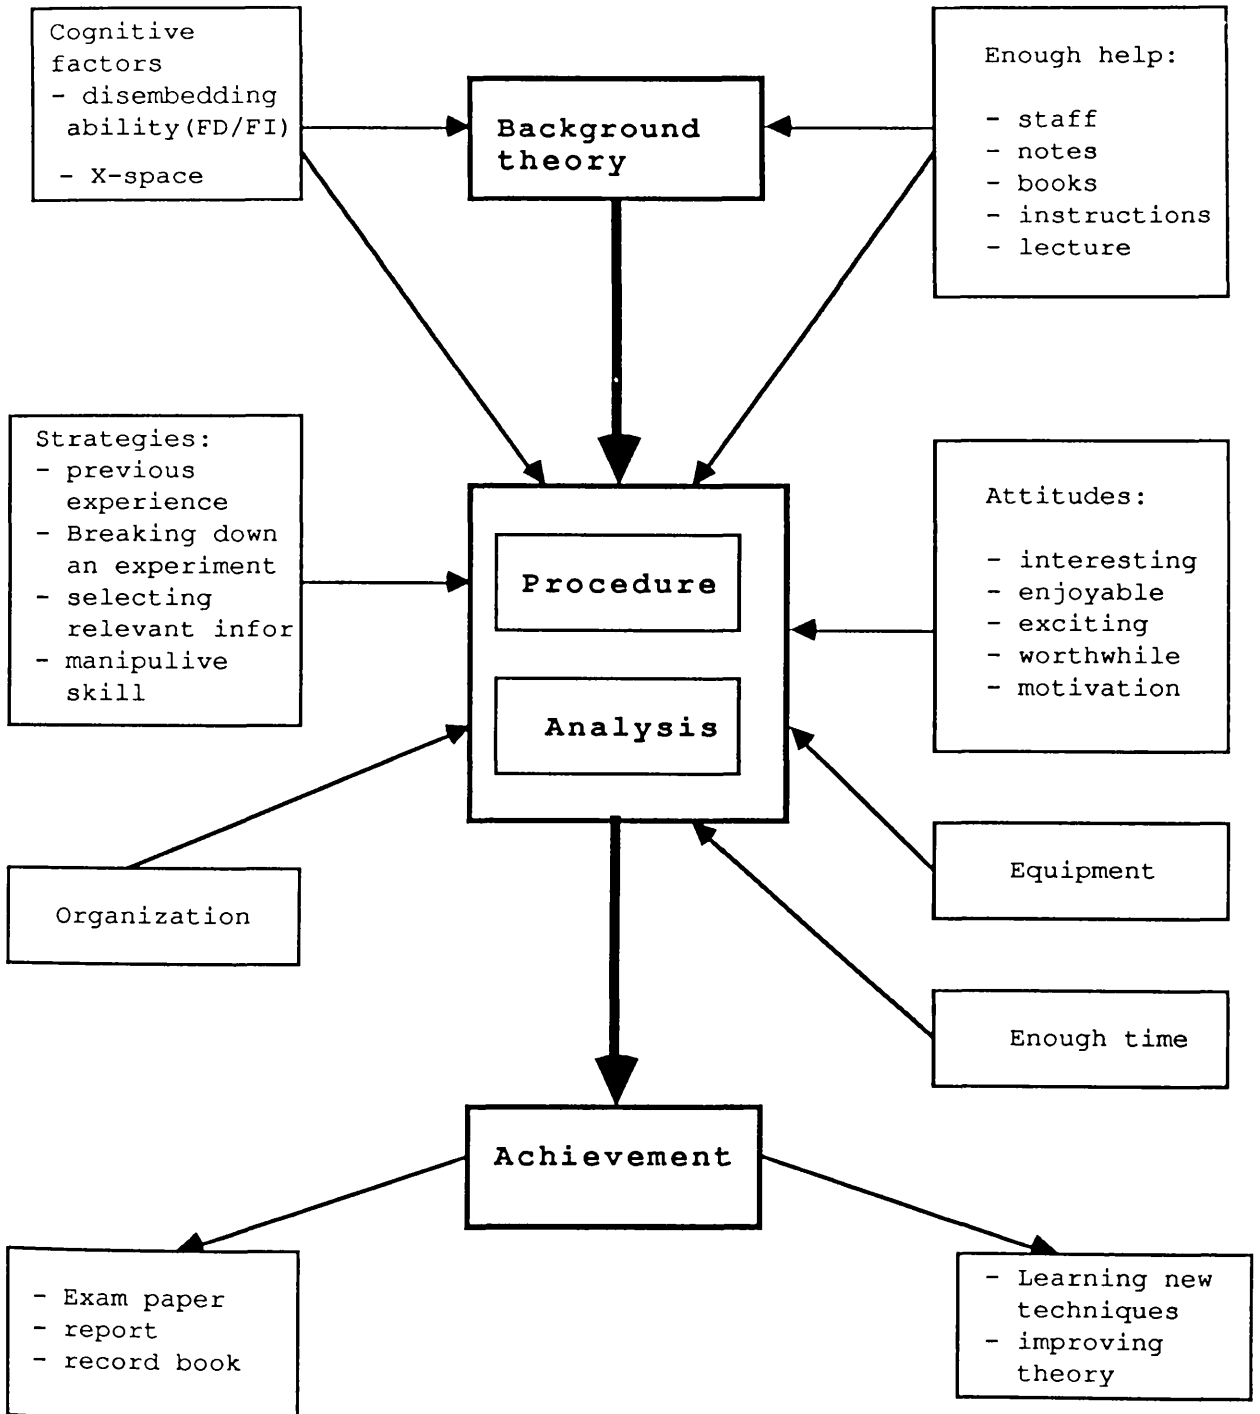 Cognitive
factors
- disembedding
ability(FD/FI)
- X-space
Background
theory
Enough help:
- staff
- notes
- books
- instructions
- lecture
Strategies:
- previous
experience
- Breaking down
an experiment
- selecting
relevant infor
- manipulive
skill
Procedure
Analysis
Attitudes:
- interesting
- enjoyable
- exciting
- worthwhile
- motivation
Organization
Equipment
Enough time
Achievement
- Exam paper
- report
- record book
- Learning new
techniques
- improving
theory